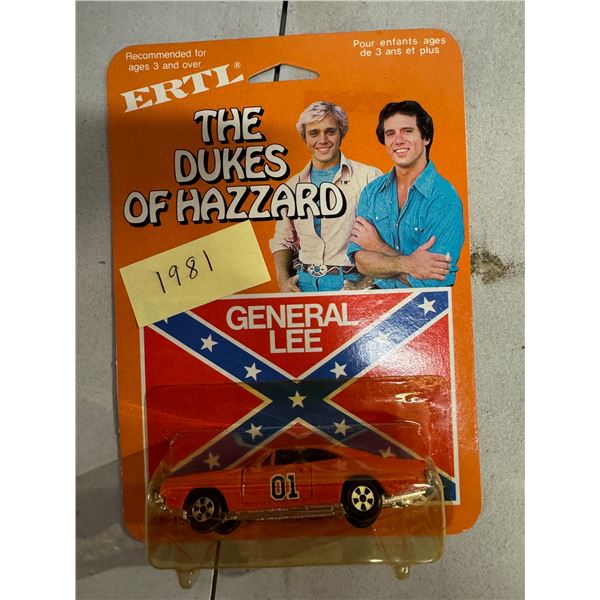 Recommended for
ages 3 and over
Pour enfants ages
de 3 ans et plus
ERTL®
THE
DUKES
OF HAZZARD™
1981
GENERAL
LEE
01